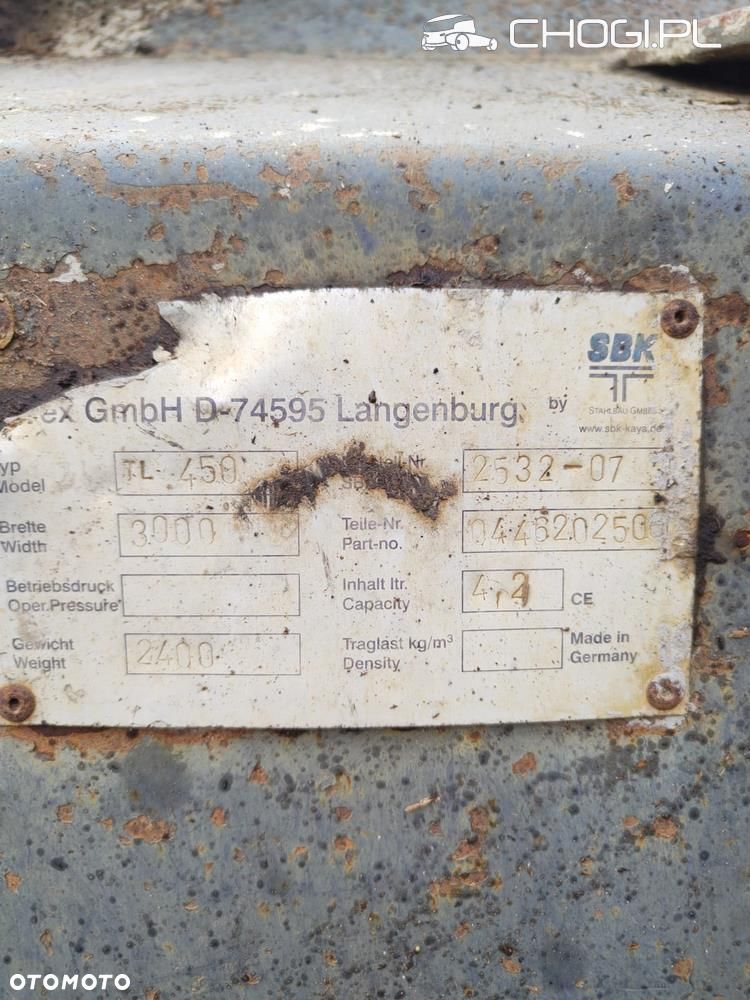 CHOGI.PL
SBK
STAHLBAU GMBH
www.sbk-kaya.de
ex GmbH D-74595 Langenburg by
yp TL 450 2532-07
Model
Breite 3000 Teile-Nr. 044620250
Width Part-no.
Betriebsdruck Inhalt ltr. 4,2 CE
Oper.Pressure Capacity
Gewicht 2400 Traglast kg/m³ Made in
Weight Density Germany
OTOMOTO